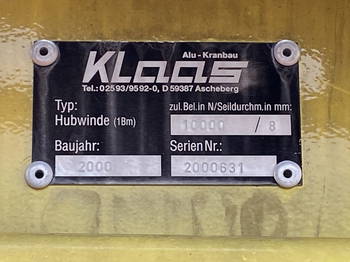 Alu - Kranbau
KLaas
Tel.: 02593/9592-0, D 59387 Ascheberg
Typ: zul. Bel. in N/Seildurchm. in mm:
Hubwinde (1Bm) 10000 / 8
Baujahr: Serien Nr.:
2000 2000631